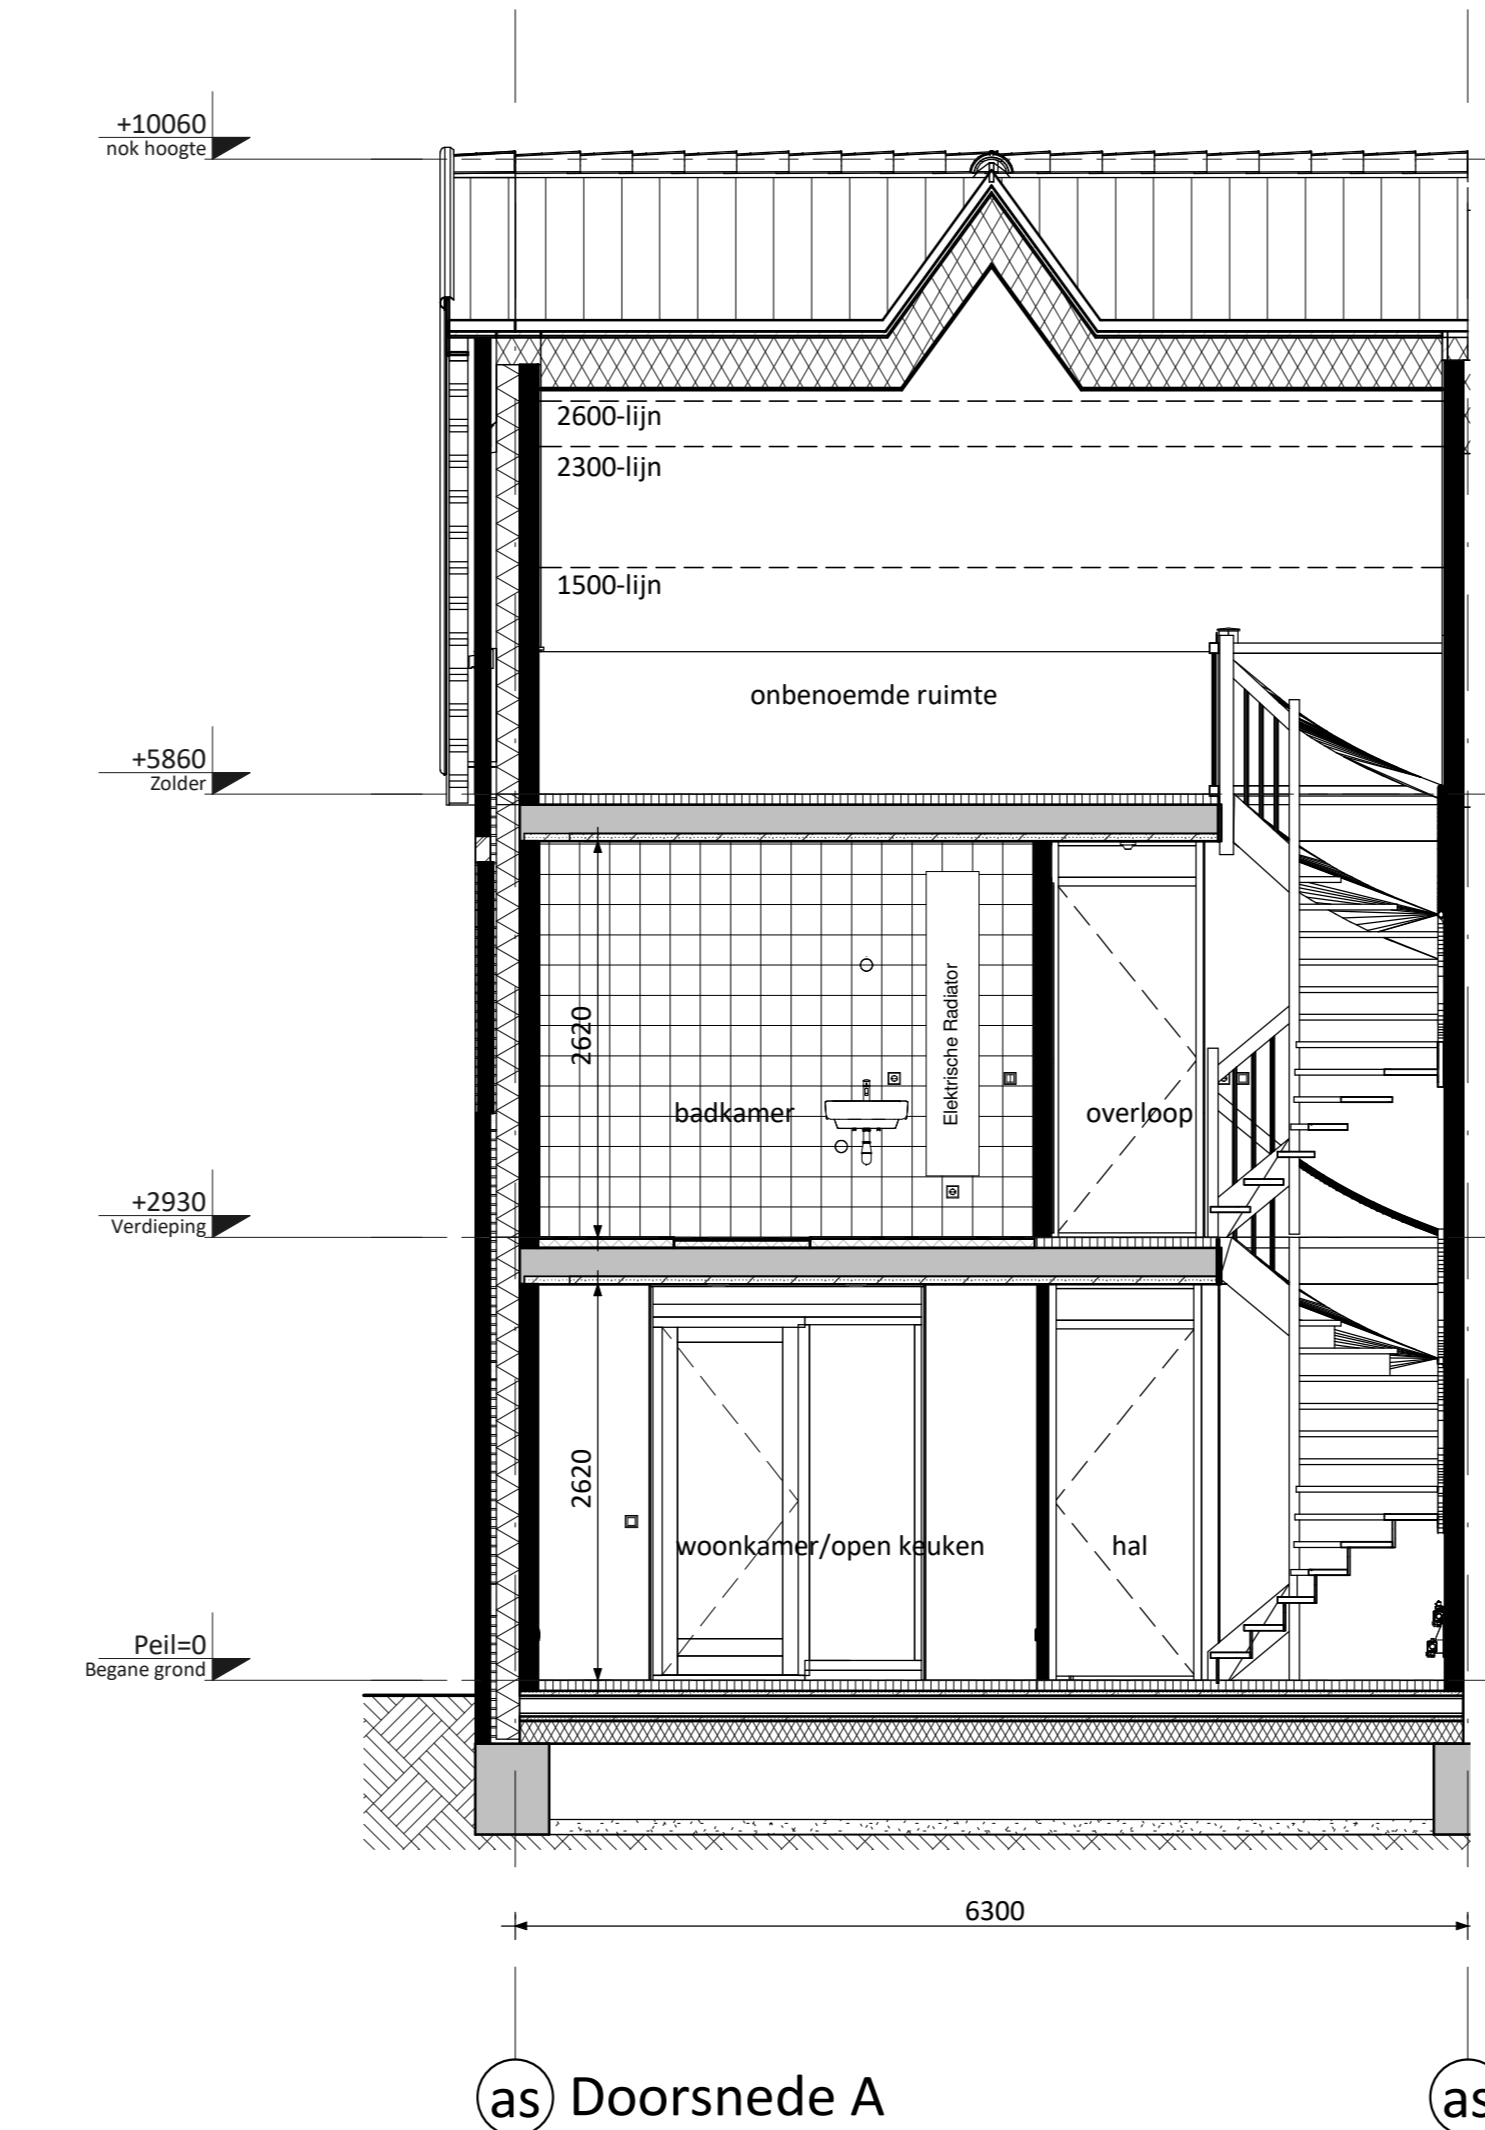 +10060
nok hoogte
2600-lijn
2300-lijn
1500-lijn
onbenoemde ruimte
+5860
Zolder
2620
Elektrische Radiator
badkamer
overloop
+2930
Verdieping
2620
woonkamer/open keuken
hal
Peil=0
Begane grond
6300
as
Doorsnede A
as